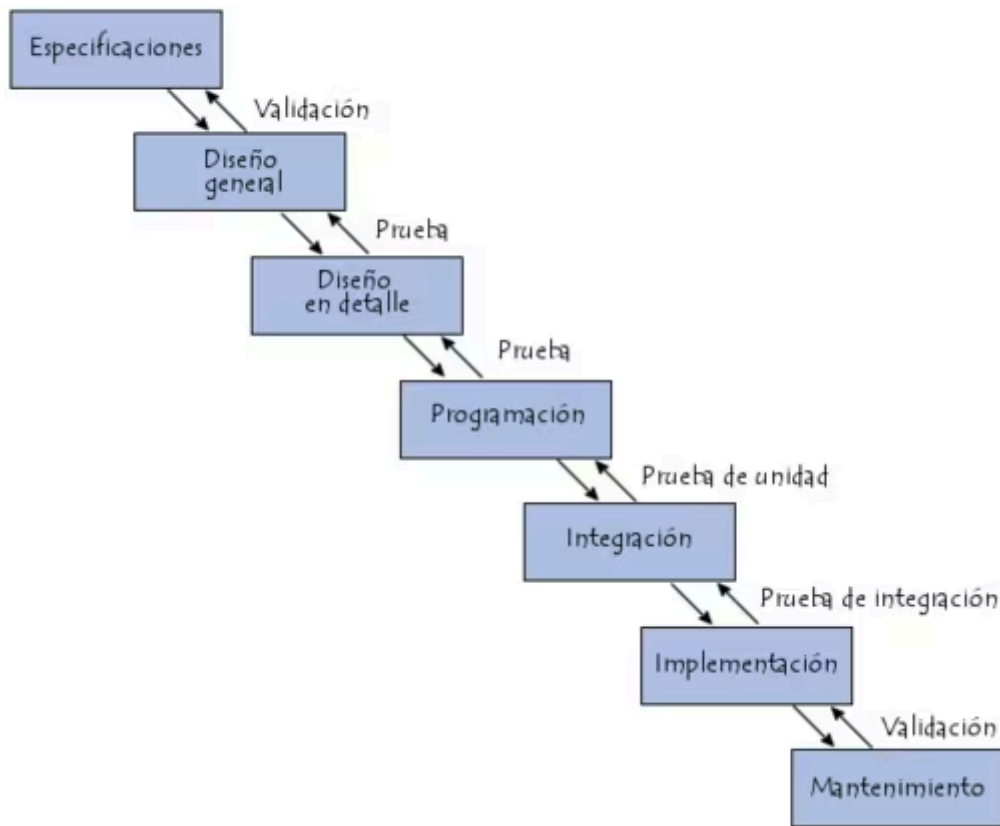 Especificaciones
Validación
Diseño
general
Prueba
Diseño
en detalle
Prueba
Programación
Prueba de unidad
Integración
Prueba de integración
Implementación
Validación
Mantenimiento